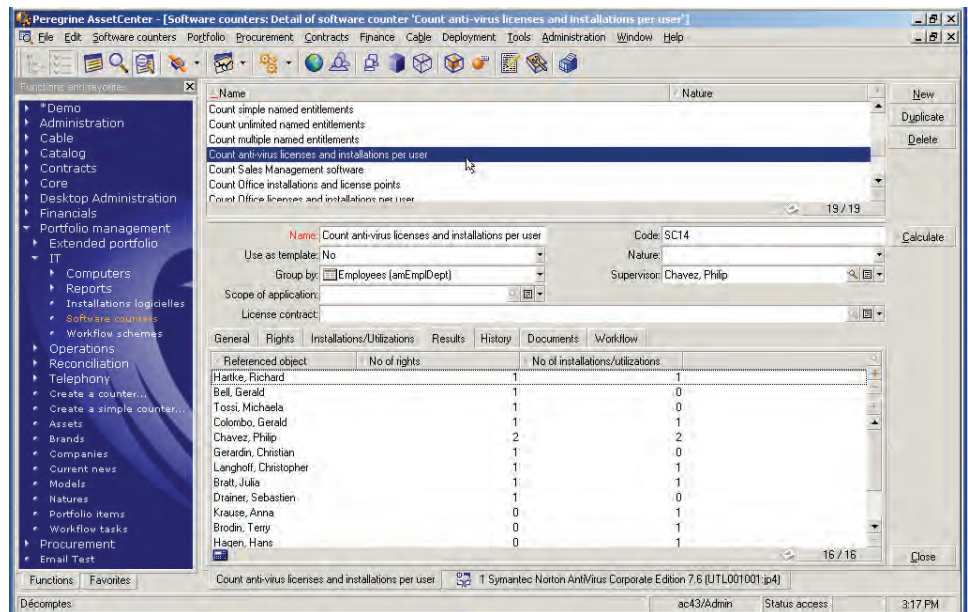 Peregrine AssetCenter - [Software counters: Detail of software counter 'Count anti-virus licenses and installations per user']
File Edit Software counters Portfolio Procurement Contracts Finance Cable Deployment Tools Administration Window Help
Functions and favorites
*Demo
Administration
Cable
Catalog
Contracts
Core
Desktop Administration
Financials
Portfolio management
Extended portfolio
IT
Computers
Reports
Installations logicielles
Software counters
Workflow schemes
Operations
Reconciliation
Telephony
Create a counter...
Create a simple counter...
Assets
Brands
Companies
Current news
Models
Natures
Portfolio items
Workflow tasks
Procurement
Email Test
Functions Favorites
Name Nature
Count simple named entitlements
Count unlimited named entitlements
Count multiple named entitlements
Count anti-virus licenses and installations per user
Count Sales Management software
Count Office installations and license points
Count Office licenses and installations per user
19/19
New
Duplicate
Delete
Calculate
Close
Name: Count anti-virus licenses and installations per user Code: SC14
Use as template: No Nature:
Group by: Employees (amEmplDept) Supervisor: Chavez, Philip
Scope of application:
License contract:
General Rights Installations/Utilizations Results History Documents Workflow
Referenced object No of rights No of installations/utilizations
Hartke, Richard 1 1
Bell, Gerald 1 0
Tossi, Michaela 1 0
Colombo, Gerald 1 1
Chavez, Philip 2 2
Gerardin, Christian 1 0
Langhoff, Christopher 1 1
Bratt, Julia 1 1
Drainer, Sebastien 1 0
Krause, Anna 0 1
Brodin, Terry 0 1
Hagen, Hans 0 1
16/16
Count anti-virus licenses and installations per user 1 Symantec Norton AntiVirus Corporate Edition 7.6 (UTL001001.jp4)
Décomptes ac43/Admin Status access 3:17 PM